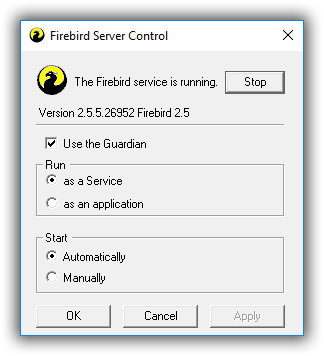 Firebird Server Control
The Firebird service is running. Stop
Version 2.5.5.26952 Firebird 2.5
Use the Guardian
Run
as a Service
as an application
Start
Automatically
Manually
OK Cancel Apply